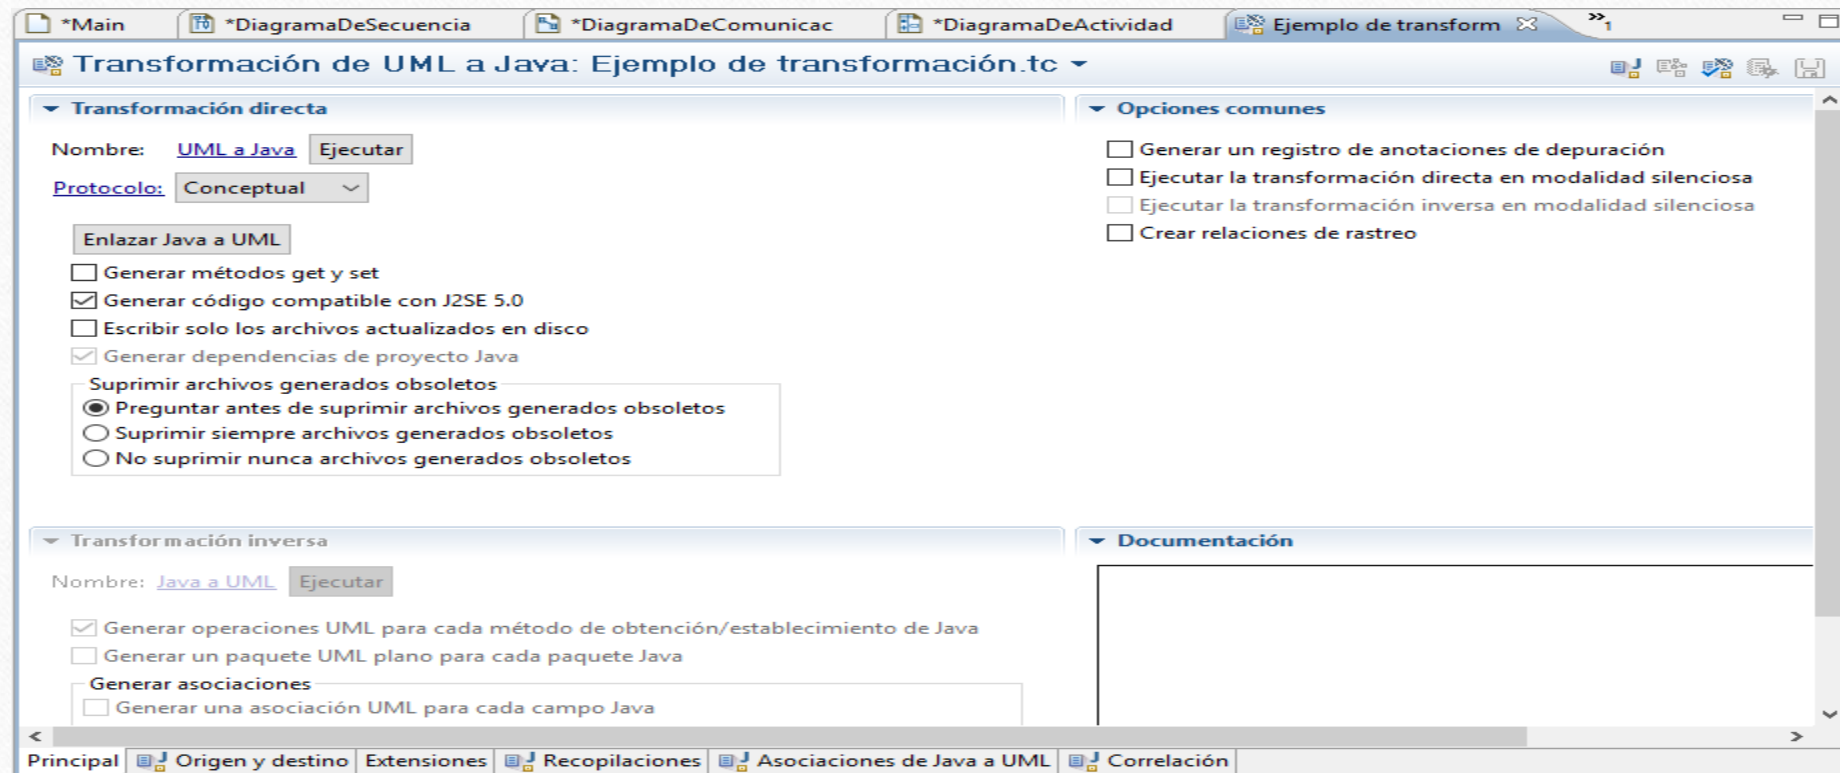 *Main *DiagramaDeSecuencia *DiagramaDeComunicac *DiagramaDeActividad Ejemplo de transform »1
Transformación de UML a Java: Ejemplo de transformación.tc
Transformación directa
Nombre: UML a Java Ejecutar
Protocolo: Conceptual
Enlazar Java a UML
Generar métodos get y set
Generar código compatible con J2SE 5.0
Escribir solo los archivos actualizados en disco
Generar dependencias de proyecto Java
Suprimir archivos generados obsoletos
Preguntar antes de suprimir archivos generados obsoletos
Suprimir siempre archivos generados obsoletos
No suprimir nunca archivos generados obsoletos
Opciones comunes
Generar un registro de anotaciones de depuración
Ejecutar la transformación directa en modalidad silenciosa
Ejecutar la transformación inversa en modalidad silenciosa
Crear relaciones de rastreo
Transformación inversa
Nombre: Java a UML Ejecutar
Generar operaciones UML para cada método de obtención/establecimiento de Java
Generar un paquete UML plano para cada paquete Java
Generar asociaciones
Generar una asociación UML para cada campo Java
Documentación
Principal Origen y destino Extensiones Recopilaciones Asociaciones de Java a UML Correlación